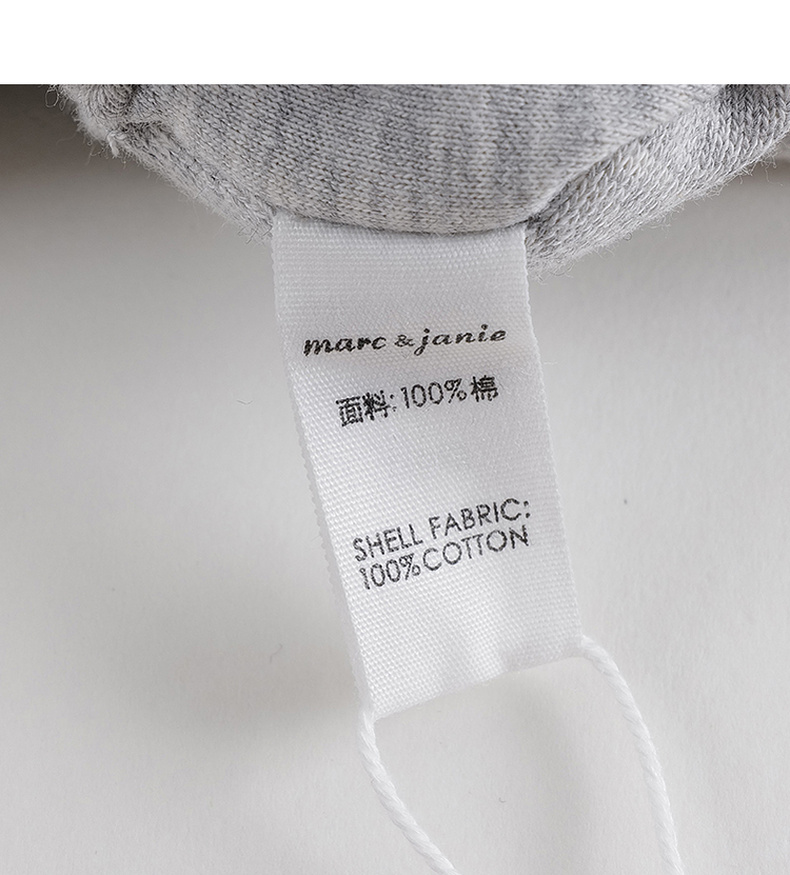 marc & janie
面料:100%棉
SHELL FABRIC:
100% COTTON